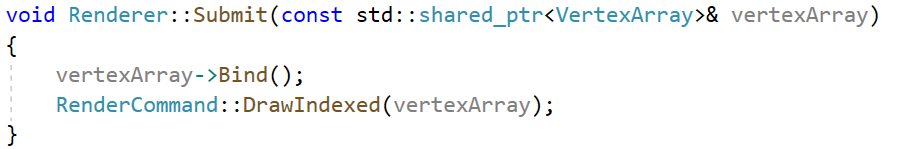 void Renderer::Submit(const std::shared_ptr<VertexArray>& vertexArray)
{
    vertexArray->Bind();
    RenderCommand::DrawIndexed(vertexArray);
}